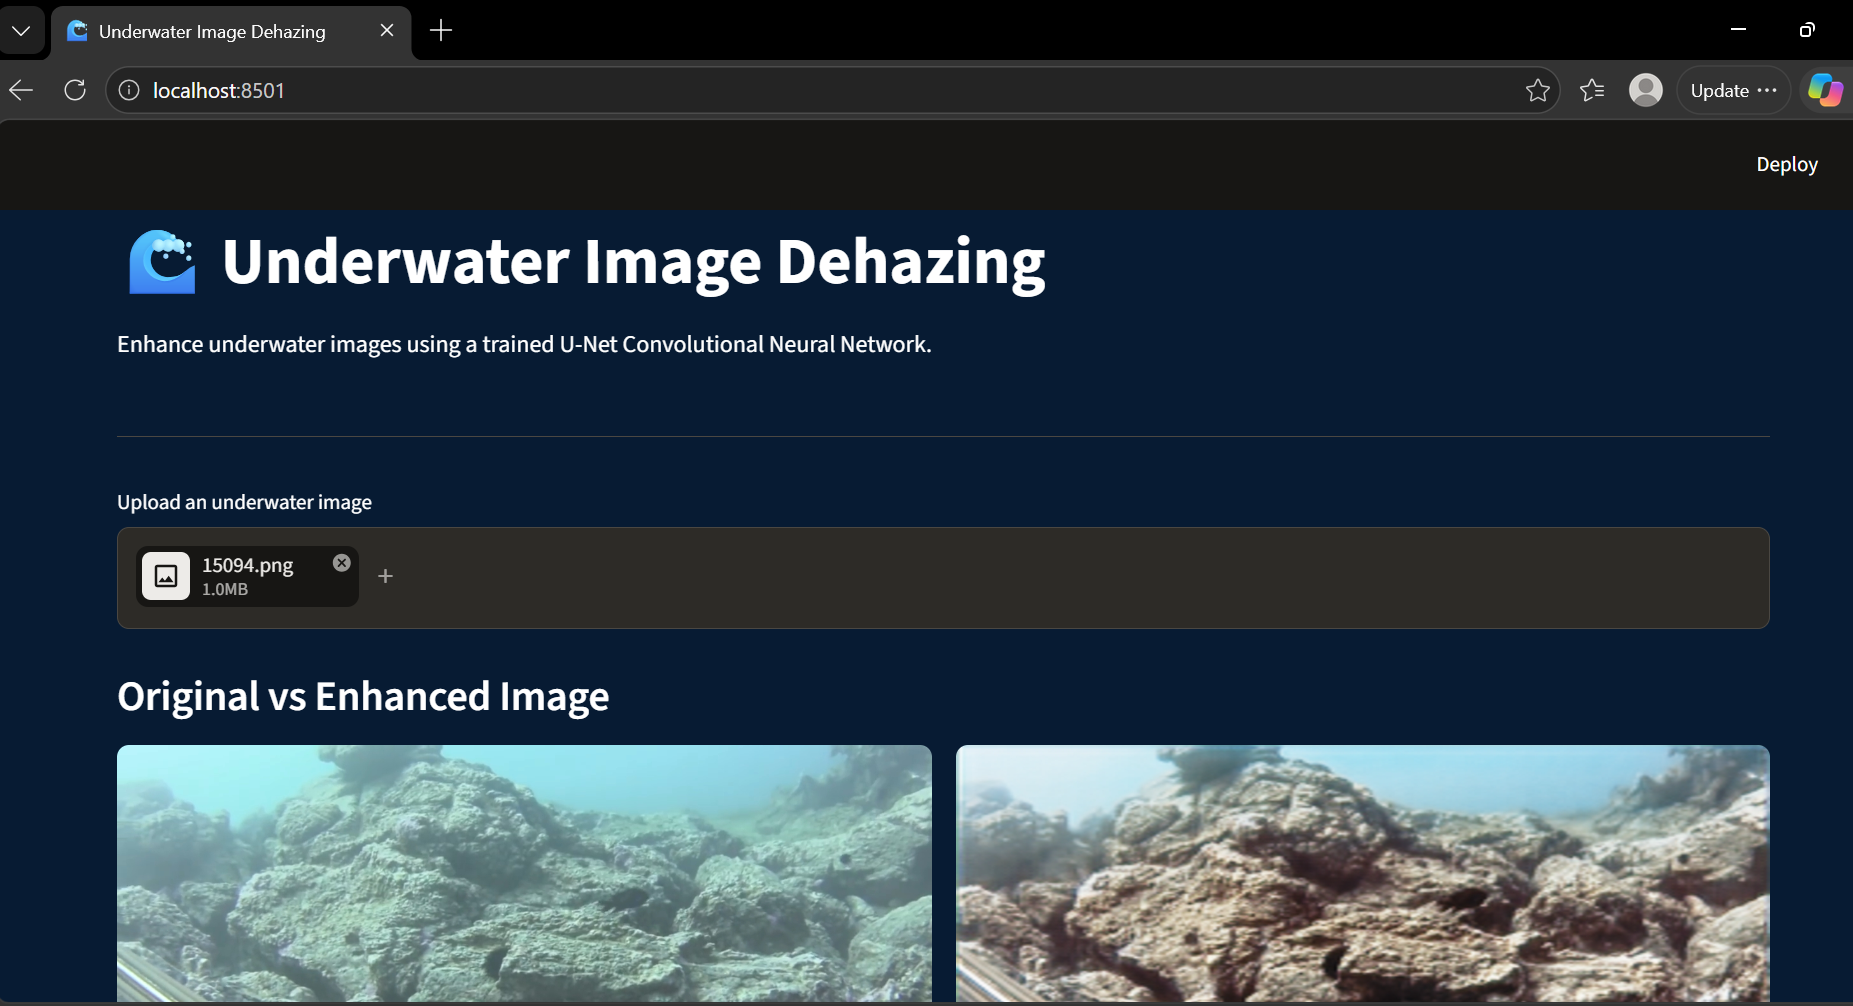 Underwater Image Dehazing
localhost:8501
Update
Deploy
Underwater Image Dehazing
Enhance underwater images using a trained U-Net Convolutional Neural Network.
Upload an underwater image
15094.png
1.0MB
Original vs Enhanced Image